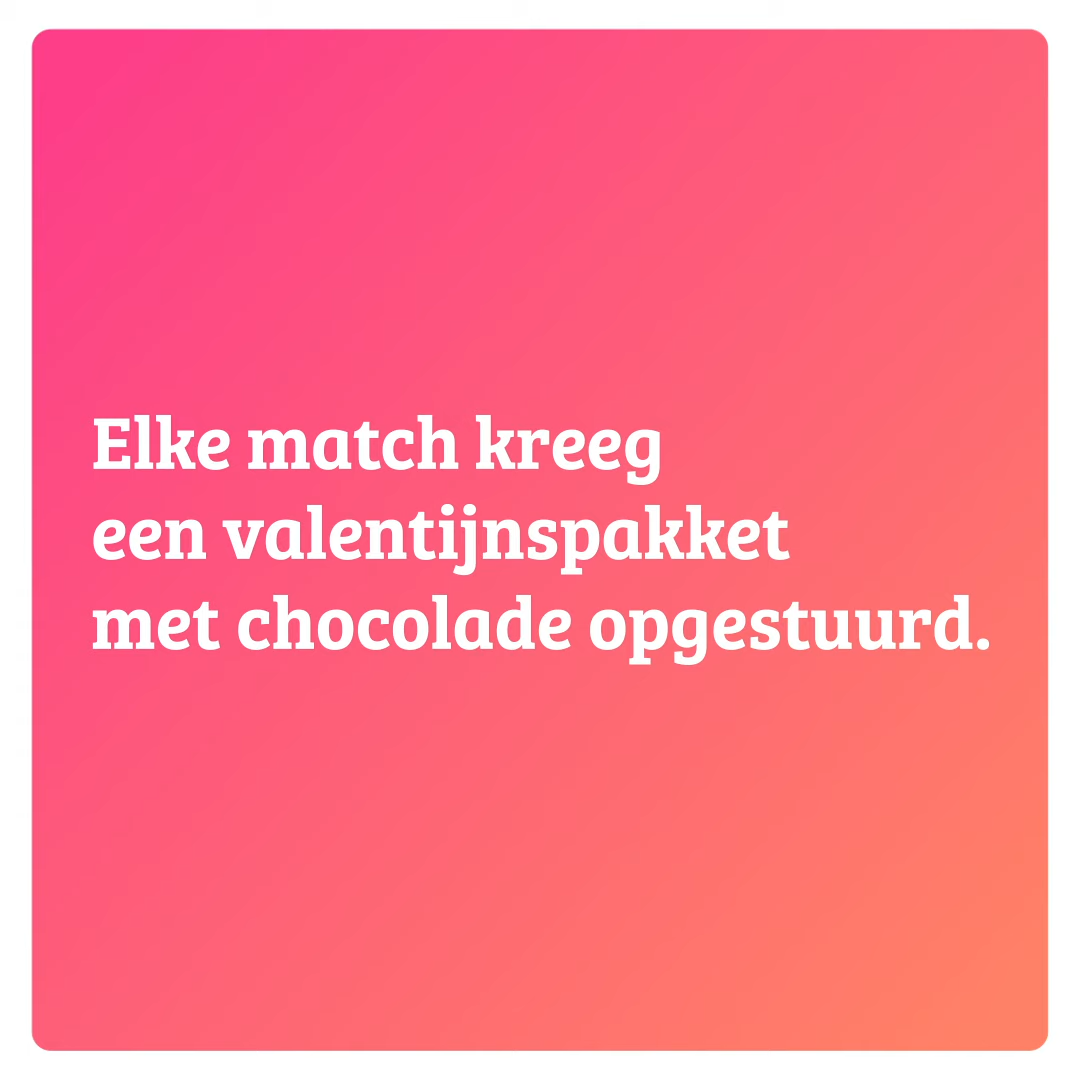 Elke match kreeg
een valentijnspakket
met chocolade opgestuurd.